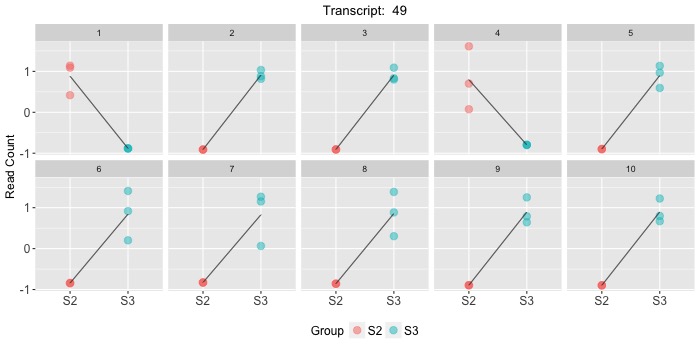 Transcript: 49
1 2 3 4 5
Read Count
1
0
-1
6 7 8 9 10
1
0
-1
S2 S3 S2 S3 S2 S3 S2 S3 S2 S3
Group S2 S3